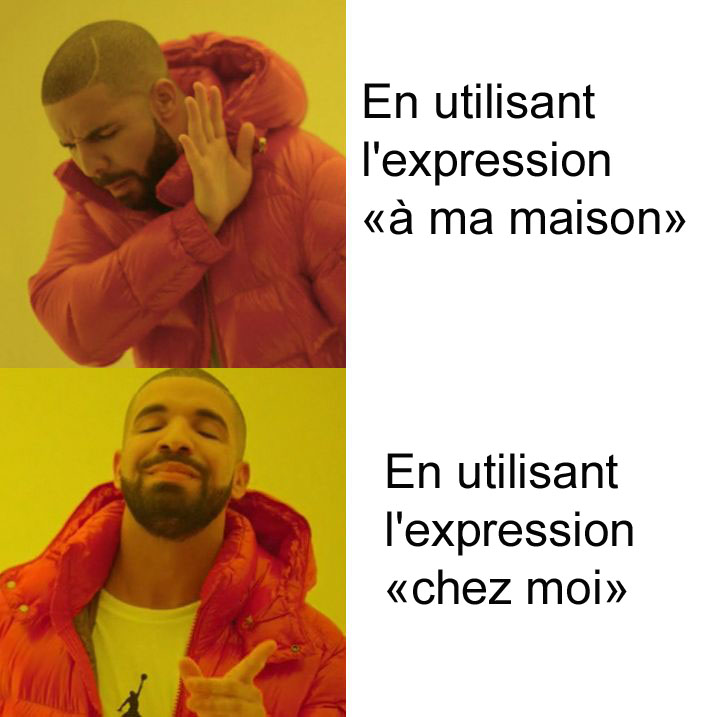 En utilisant
l'expression
«à ma maison»
En utilisant
l'expression
«chez moi»